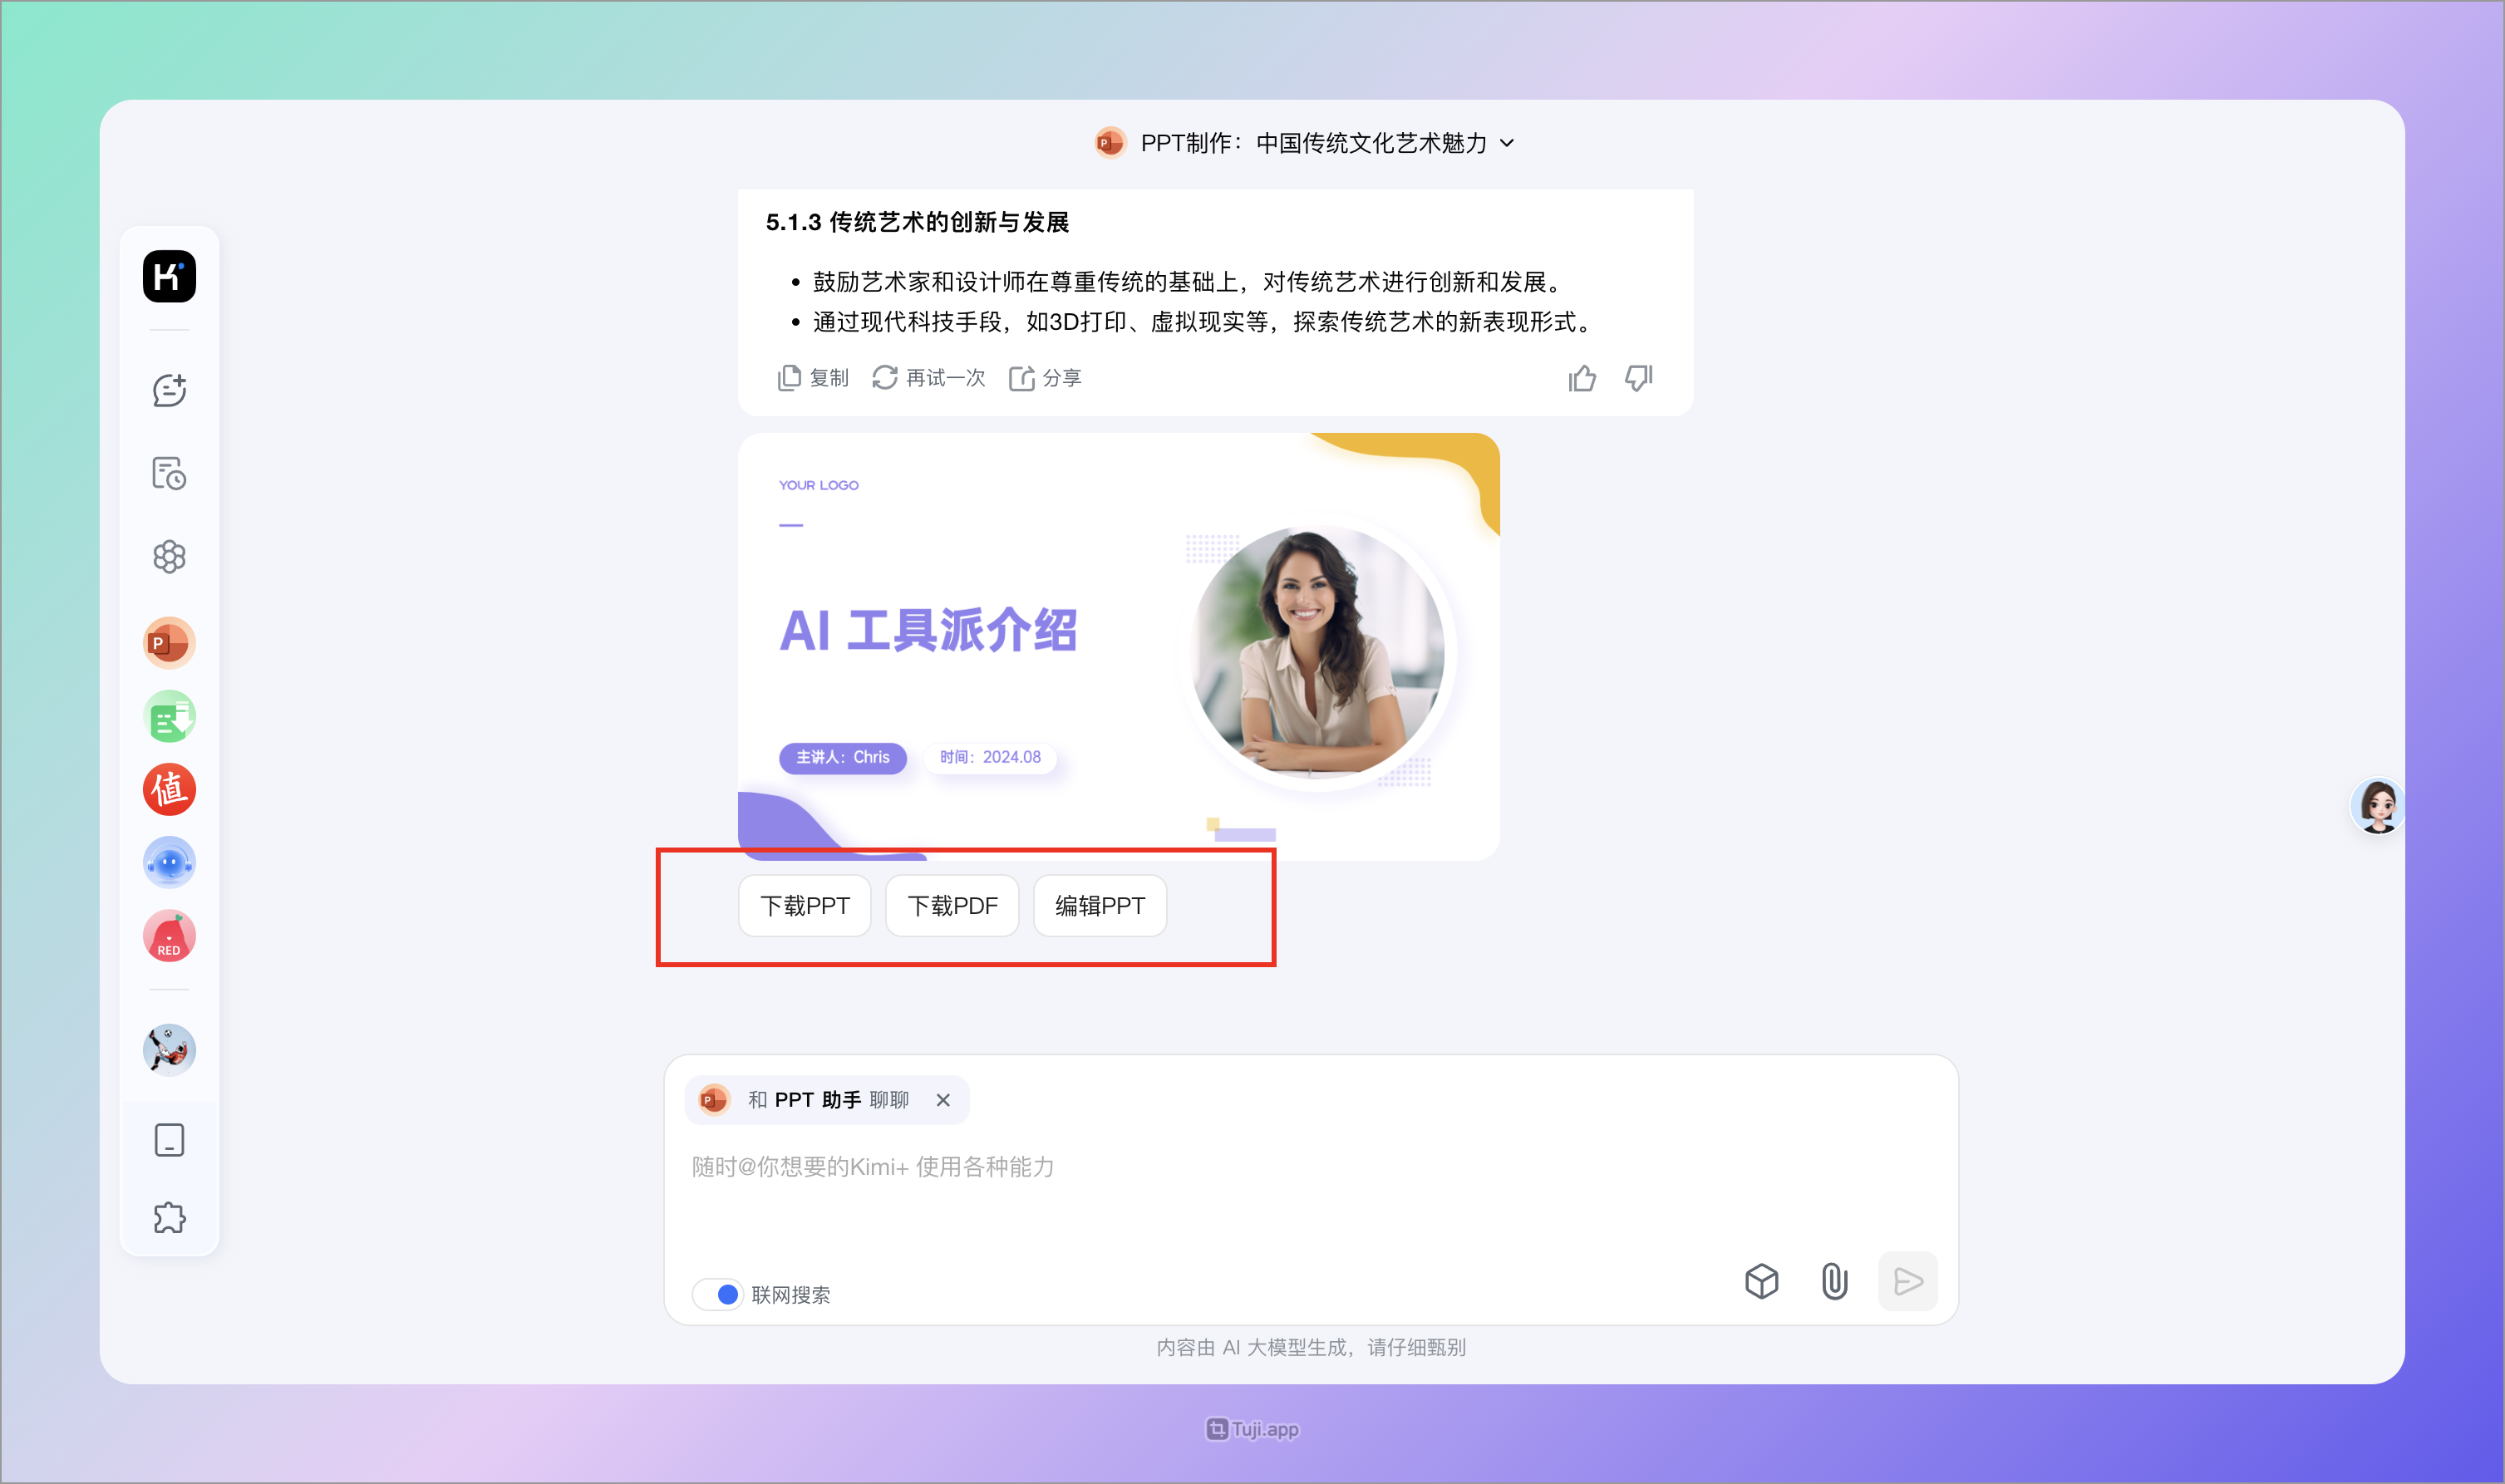 PPT制作：中国传统文化艺术魅力
5.1.3 传统艺术的创新与发展
• 鼓励艺术家和设计师在尊重传统的基础上，对传统艺术进行创新和发展。
• 通过现代科技手段，如3D打印、虚拟现实等，探索传统艺术的新表现形式。
复制 再试一次 分享
YOUR LOGO
AI 工具派介绍
主讲人：Chris 时间：2024.08
下载PPT 下载PDF 编辑PPT
值
RED
和 PPT 助手 聊聊
随时@你想要的Kimi+ 使用各种能力
联网搜索
内容由 AI 大模型生成，请仔细甄别
Tuji.app